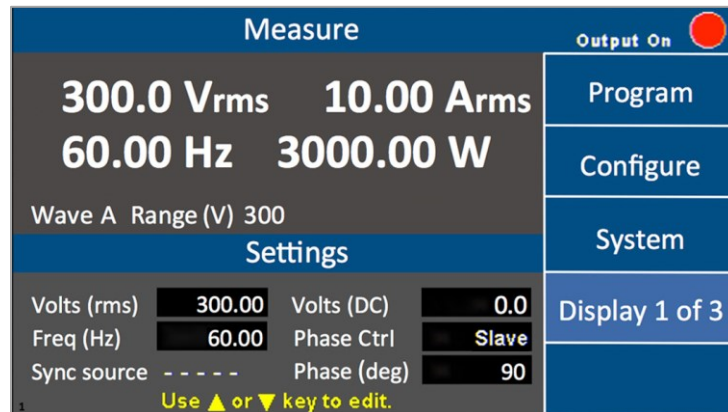 Measure
Output On
300.0 Vrms 10.00 Arms
60.00 Hz 3000.00 W
Wave A Range (V) 300
Settings
Volts (rms) 300.00 Volts (DC) 0.0
Freq (Hz) 60.00 Phase Ctrl Slave
Sync source - - - - - Phase (deg) 90
1 Use ▲ or ▼ key to edit.
Program
Configure
System
Display 1 of 3